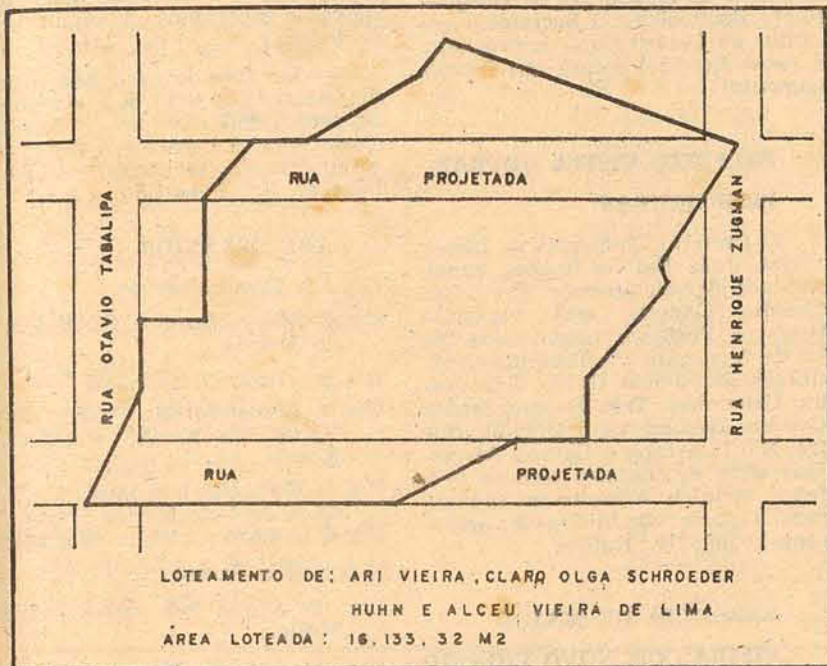 RUA PROJETADA
RUA OTAVIO TABALIPA
RUA HENRIQUE ZUGMAN
RUA PROJETADA
LOTEAMENTO DE: ARI VIEIRA, CLARO OLGA SCHROEDER
HUHN E ALCEU VIEIRA DE LIMA
AREA LOTEADA: 16.133,32 M2